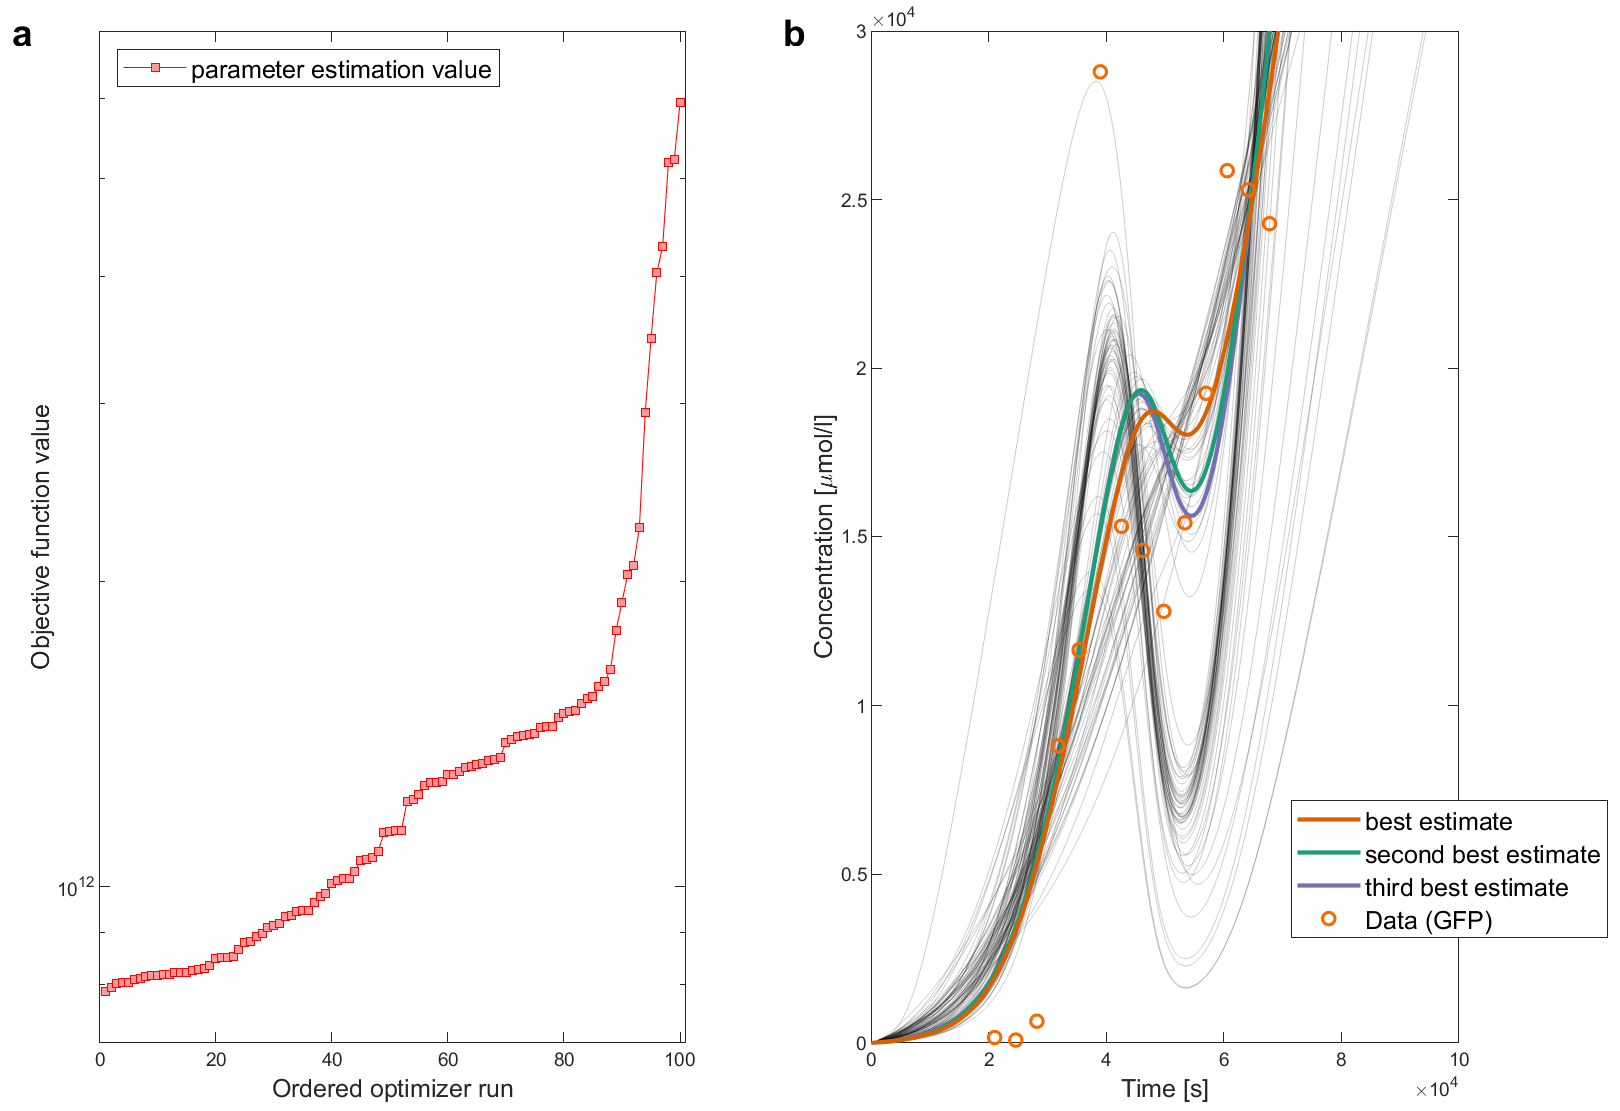 a
parameter estimation value
Objective function value
10^12
0
20
40
60
80
100
Ordered optimizer run
b
×10^4
3
2.5
2
1.5
1
0.5
0
Concentration [μmol/l]
0
2
4
6
8
10
×10^4
Time [s]
best estimate
second best estimate
third best estimate
Data (GFP)